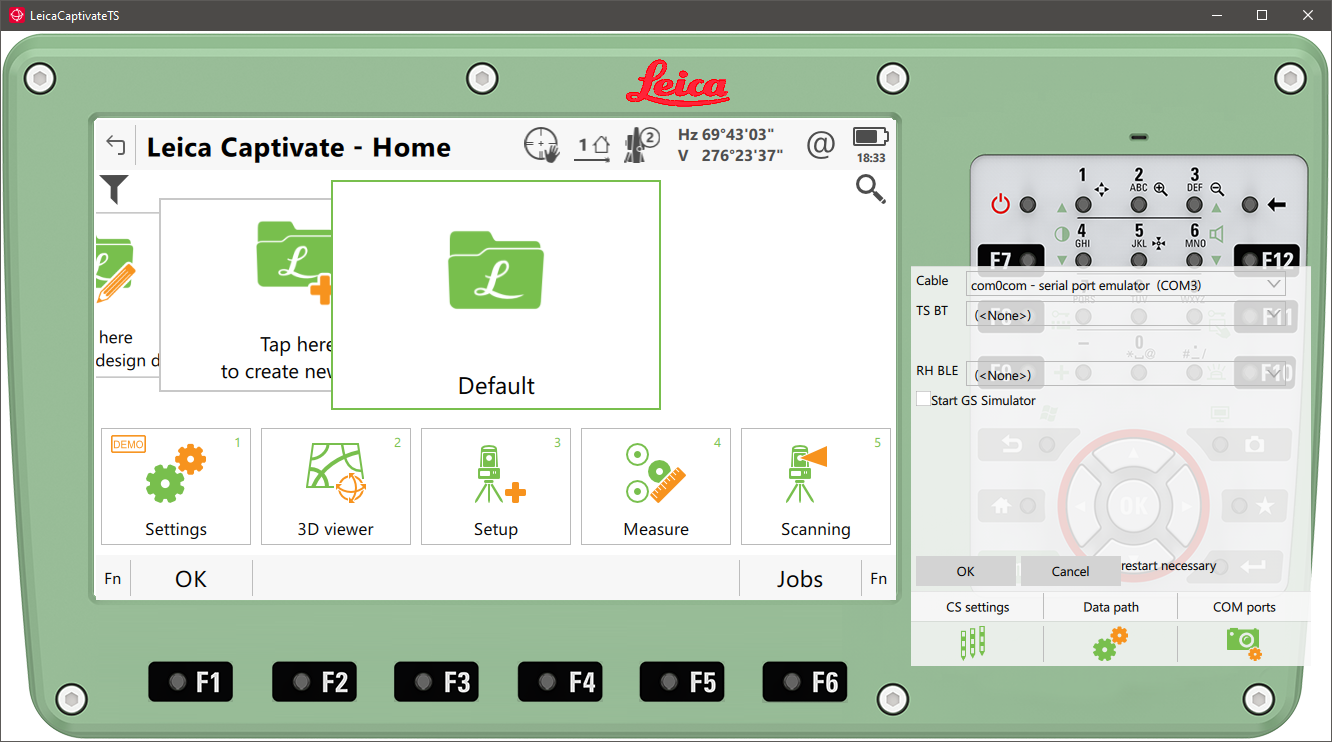 LeicaCaptivateTS
Leica
Leica Captivate - Home
1
2
Hz 69°43'03"
V 276°23'37"
@
18:33
here
design d
Tap here
to create new
Default
DEMO
1
Settings
2
3D viewer
3
Setup
4
Measure
5
Scanning
Fn
OK
Jobs
Fn
F1
F2
F3
F4
F5
F6
1
2
ABC
3
DEF
4
GHI
5
JKL
6
MNO
F7
F12
Cable
com0com - serial port emulator (COM3)
TS BT
(<None>)
F11
0
RH BLE
(<None>)
F10
Start GS Simulator
OK
OK
Cancel
restart necessary
CS settings
Data path
COM ports